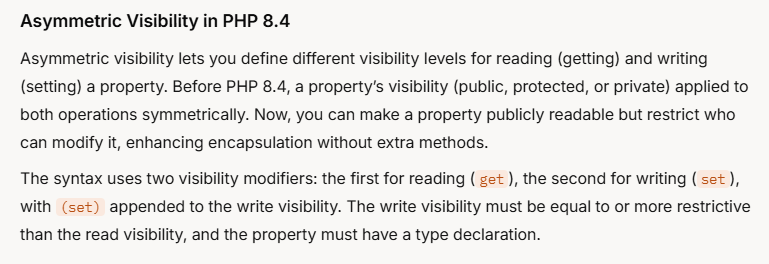 Asymmetric Visibility in PHP 8.4
Asymmetric visibility lets you define different visibility levels for reading (getting) and writing
(setting) a property. Before PHP 8.4, a property’s visibility (public, protected, or private) applied to
both operations symmetrically. Now, you can make a property publicly readable but restrict who
can modify it, enhancing encapsulation without extra methods.
The syntax uses two visibility modifiers: the first for reading ( get ), the second for writing ( set ),
with (set) appended to the write visibility. The write visibility must be equal to or more restrictive
than the read visibility, and the property must have a type declaration.